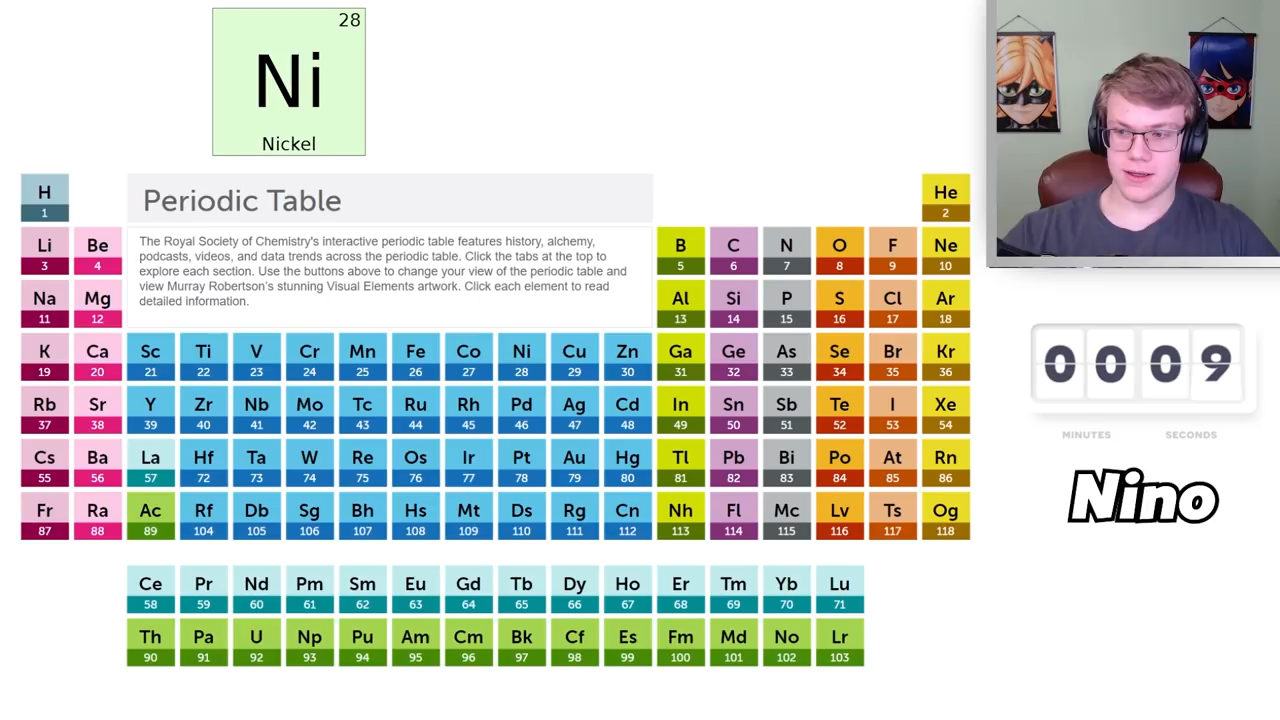 28
Ni
Nickel
H He
1 2
Periodic Table
Li Be B C N O F Ne
3 4 5 6 7 8 9 10
The Royal Society of Chemistry's interactive periodic table features history, alchemy,
podcasts, videos, and data trends across the periodic table. Click the tabs at the top to
explore each section. Use the buttons above to change your view of the periodic table and
view Murray Robertson's stunning Visual Elements artwork. Click each element to read
detailed information.
Na Mg Al Si P S Cl Ar
11 12 13 14 15 16 17 18
K Ca Sc Ti V Cr Mn Fe Co Ni Cu Zn Ga Ge As Se Br Kr
19 20 21 22 23 24 25 26 27 28 29 30 31 32 33 34 35 36
Rb Sr Y Zr Nb Mo Tc Ru Rh Pd Ag Cd In Sn Sb Te I Xe
37 38 39 40 41 42 43 44 45 46 47 48 49 50 51 52 53 54
Cs Ba La Hf Ta W Re Os Ir Pt Au Hg Tl Pb Bi Po At Rn
55 56 57 72 73 74 75 76 77 78 79 80 81 82 83 84 85 86
Fr Ra Ac Rf Db Sg Bh Hs Mt Ds Rg Cn Nh Fl Mc Lv Ts Og
87 88 89 104 105 106 107 108 109 110 111 112 113 114 115 116 117 118
Ce Pr Nd Pm Sm Eu Gd Tb Dy Ho Er Tm Yb Lu
58 59 60 61 62 63 64 65 66 67 68 69 70 71
Th Pa U Np Pu Am Cm Bk Cf Es Fm Md No Lr
90 91 92 93 94 95 96 97 98 99 100 101 102 103
0 0 0 9
MINUTES SECONDS
Nino